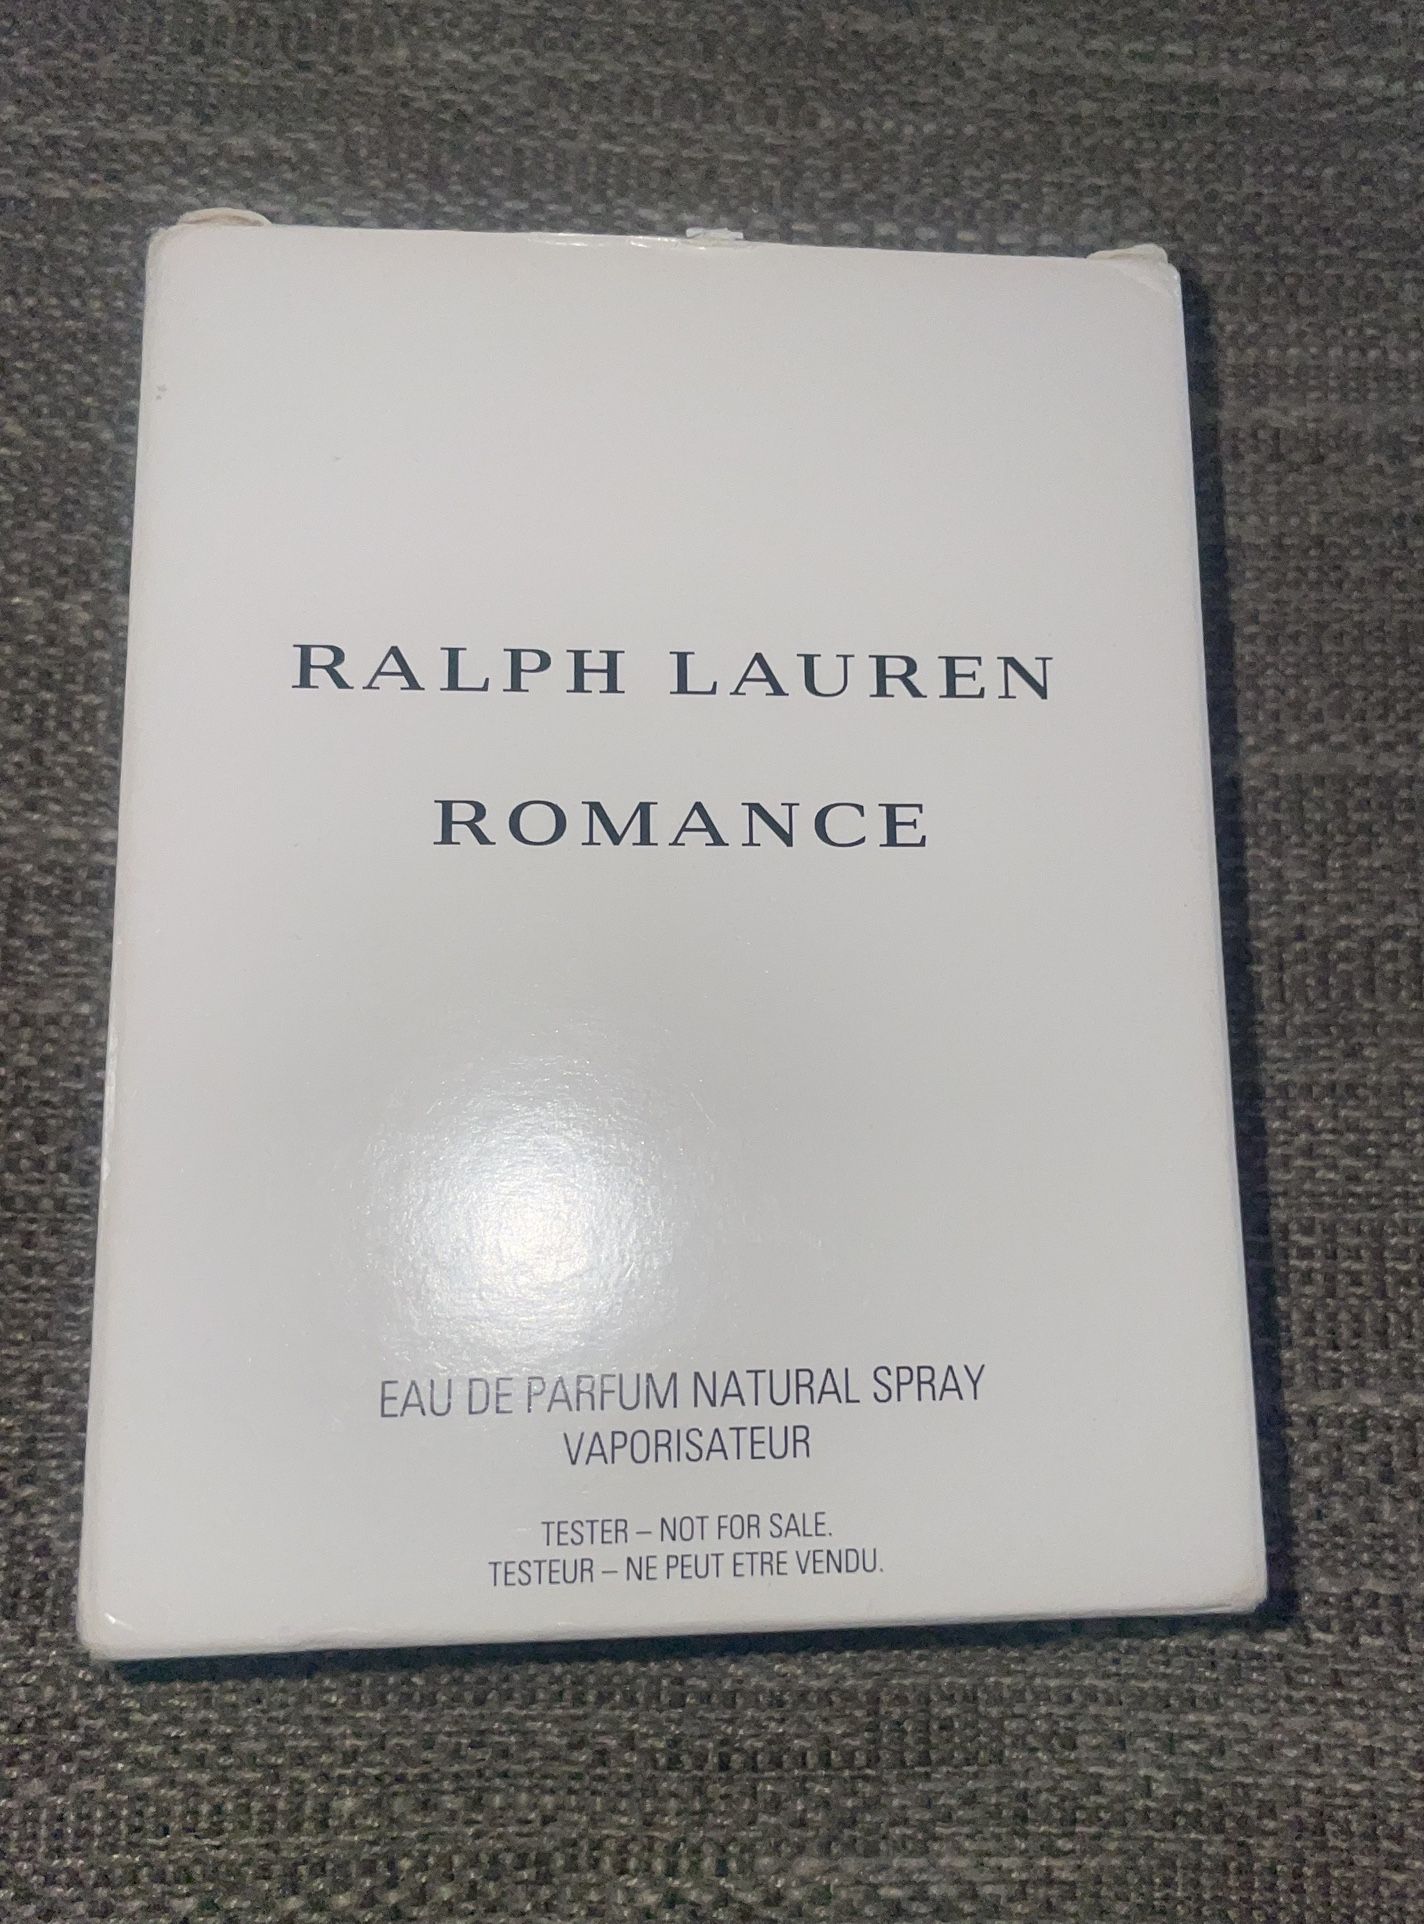 RALPH LAUREN
ROMANCE
EAU DE PARFUM NATURAL SPRAY
VAPORISATEUR
TESTER – NOT FOR SALE.
TESTEUR – NE PEUT ETRE VENDU.